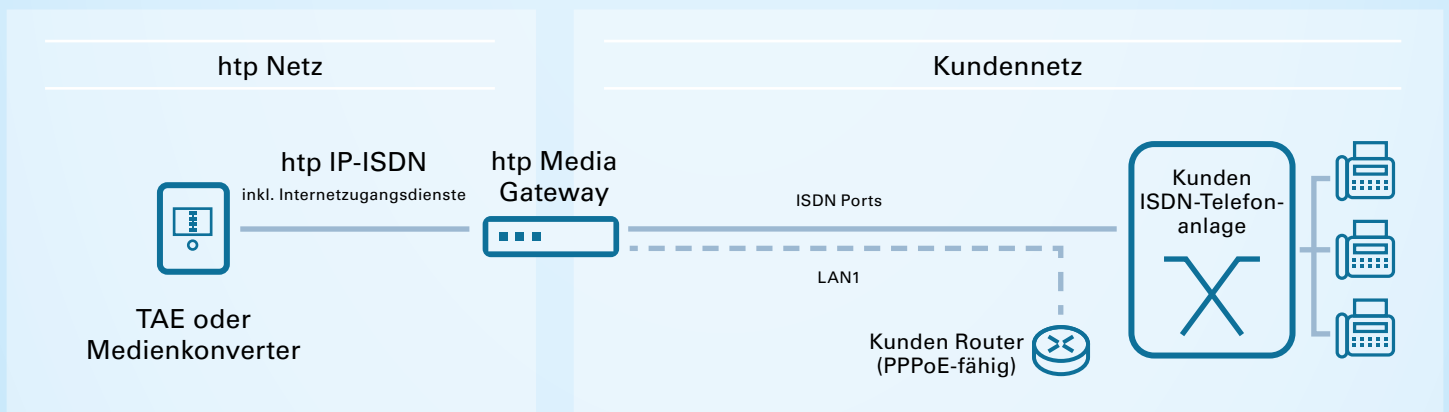 htp Netz
Kundennetz
htp IP-ISDN
inkl. Internetzugangsdienste
htp Media
Gateway
ISDN Ports
LAN1
Kunden
ISDN-Telefon-
anlage
TAE oder
Medienkonverter
Kunden Router
(PPPoE-fähig)